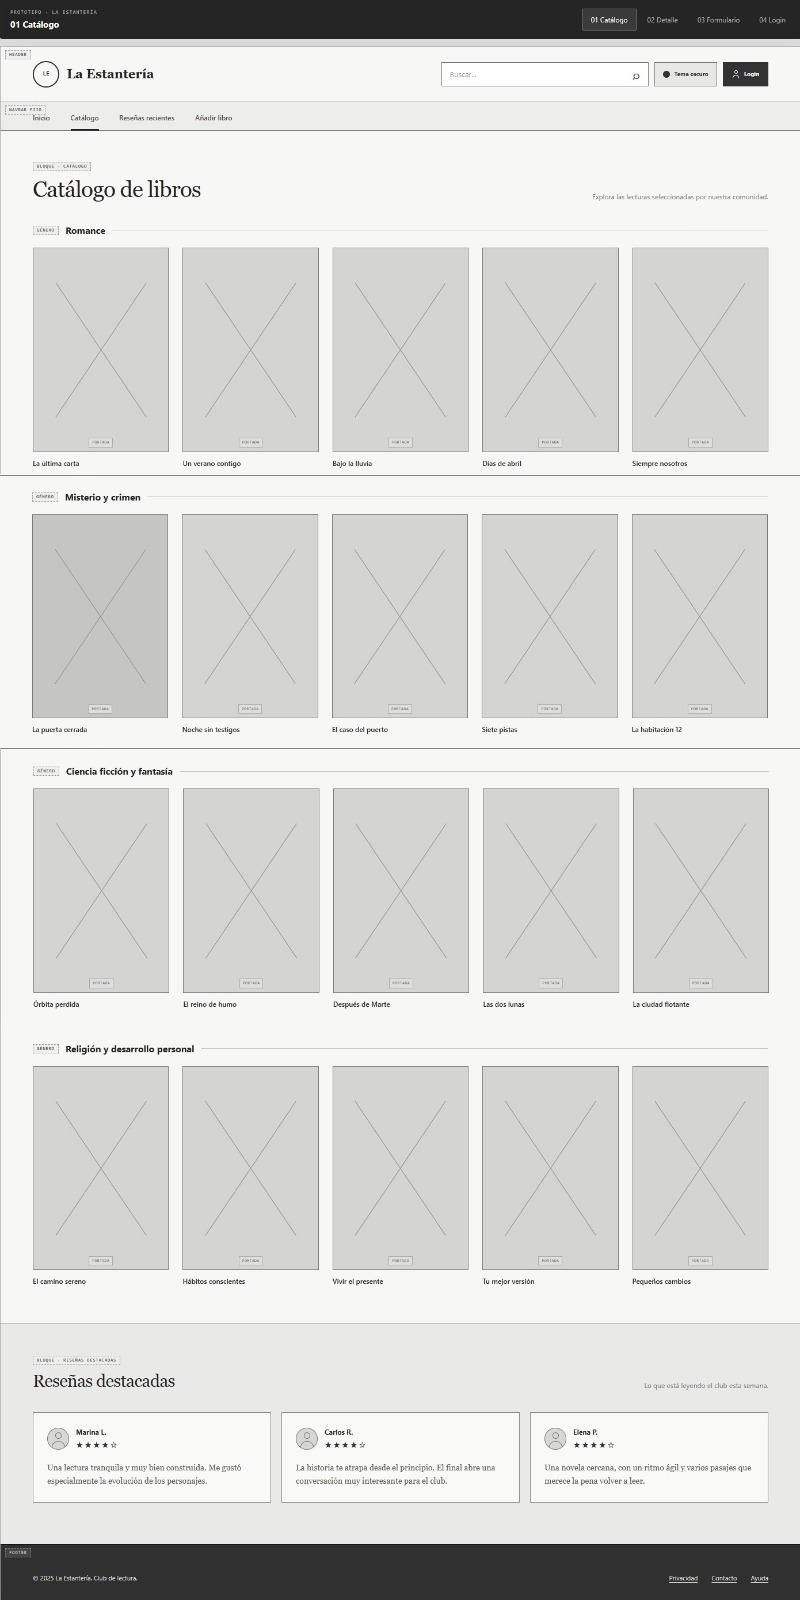 PROTOTIPO · LA ESTANTERÍA
01 Catálogo
01 Catálogo 02 Detalle 03 Formulario 04 Login
HEADER
LE La Estantería Buscar... Tema oscuro Login
NAVBAR FIJO
Inicio Catálogo Reseñas recientes Añadir libro
BLOQUE · CATÁLOGO
Catálogo de libros
Explora las lecturas seleccionadas por nuestra comunidad.
GÉNERO Romance
PORTADA PORTADA PORTADA PORTADA PORTADA
La última carta Un verano contigo Bajo la lluvia Días de abril Siempre nosotros
GÉNERO Misterio y crimen
PORTADA PORTADA PORTADA PORTADA PORTADA
La puerta cerrada Noche sin testigos El caso del puerto Siete pistas La habitación 12
GÉNERO Ciencia ficción y fantasía
PORTADA PORTADA PORTADA PORTADA PORTADA
Órbita perdida El reino de humo Después de Marte Las dos lunas La ciudad flotante
GÉNERO Religión y desarrollo personal
PORTADA PORTADA PORTADA PORTADA PORTADA
El camino sereno Hábitos conscientes Vivir el presente Tu mejor versión Pequeños cambios
BLOQUE · RESEÑAS DESTACADAS
Reseñas destacadas
Lo que está leyendo el club esta semana.
Marina L.
★★★★☆
Una lectura tranquila y muy bien construida. Me gustó
especialmente la evolución de los personajes.
Carlos R.
★★★★☆
La historia te atrapa desde el principio. El final abre una
conversación muy interesante para el club.
Elena P.
★★★★☆
Una novela cercana, con un ritmo ágil y varios pasajes que
merece la pena volver a leer.
FOOTER
© 2025 La Estantería. Club de lectura.
Privacidad Contacto Ayuda